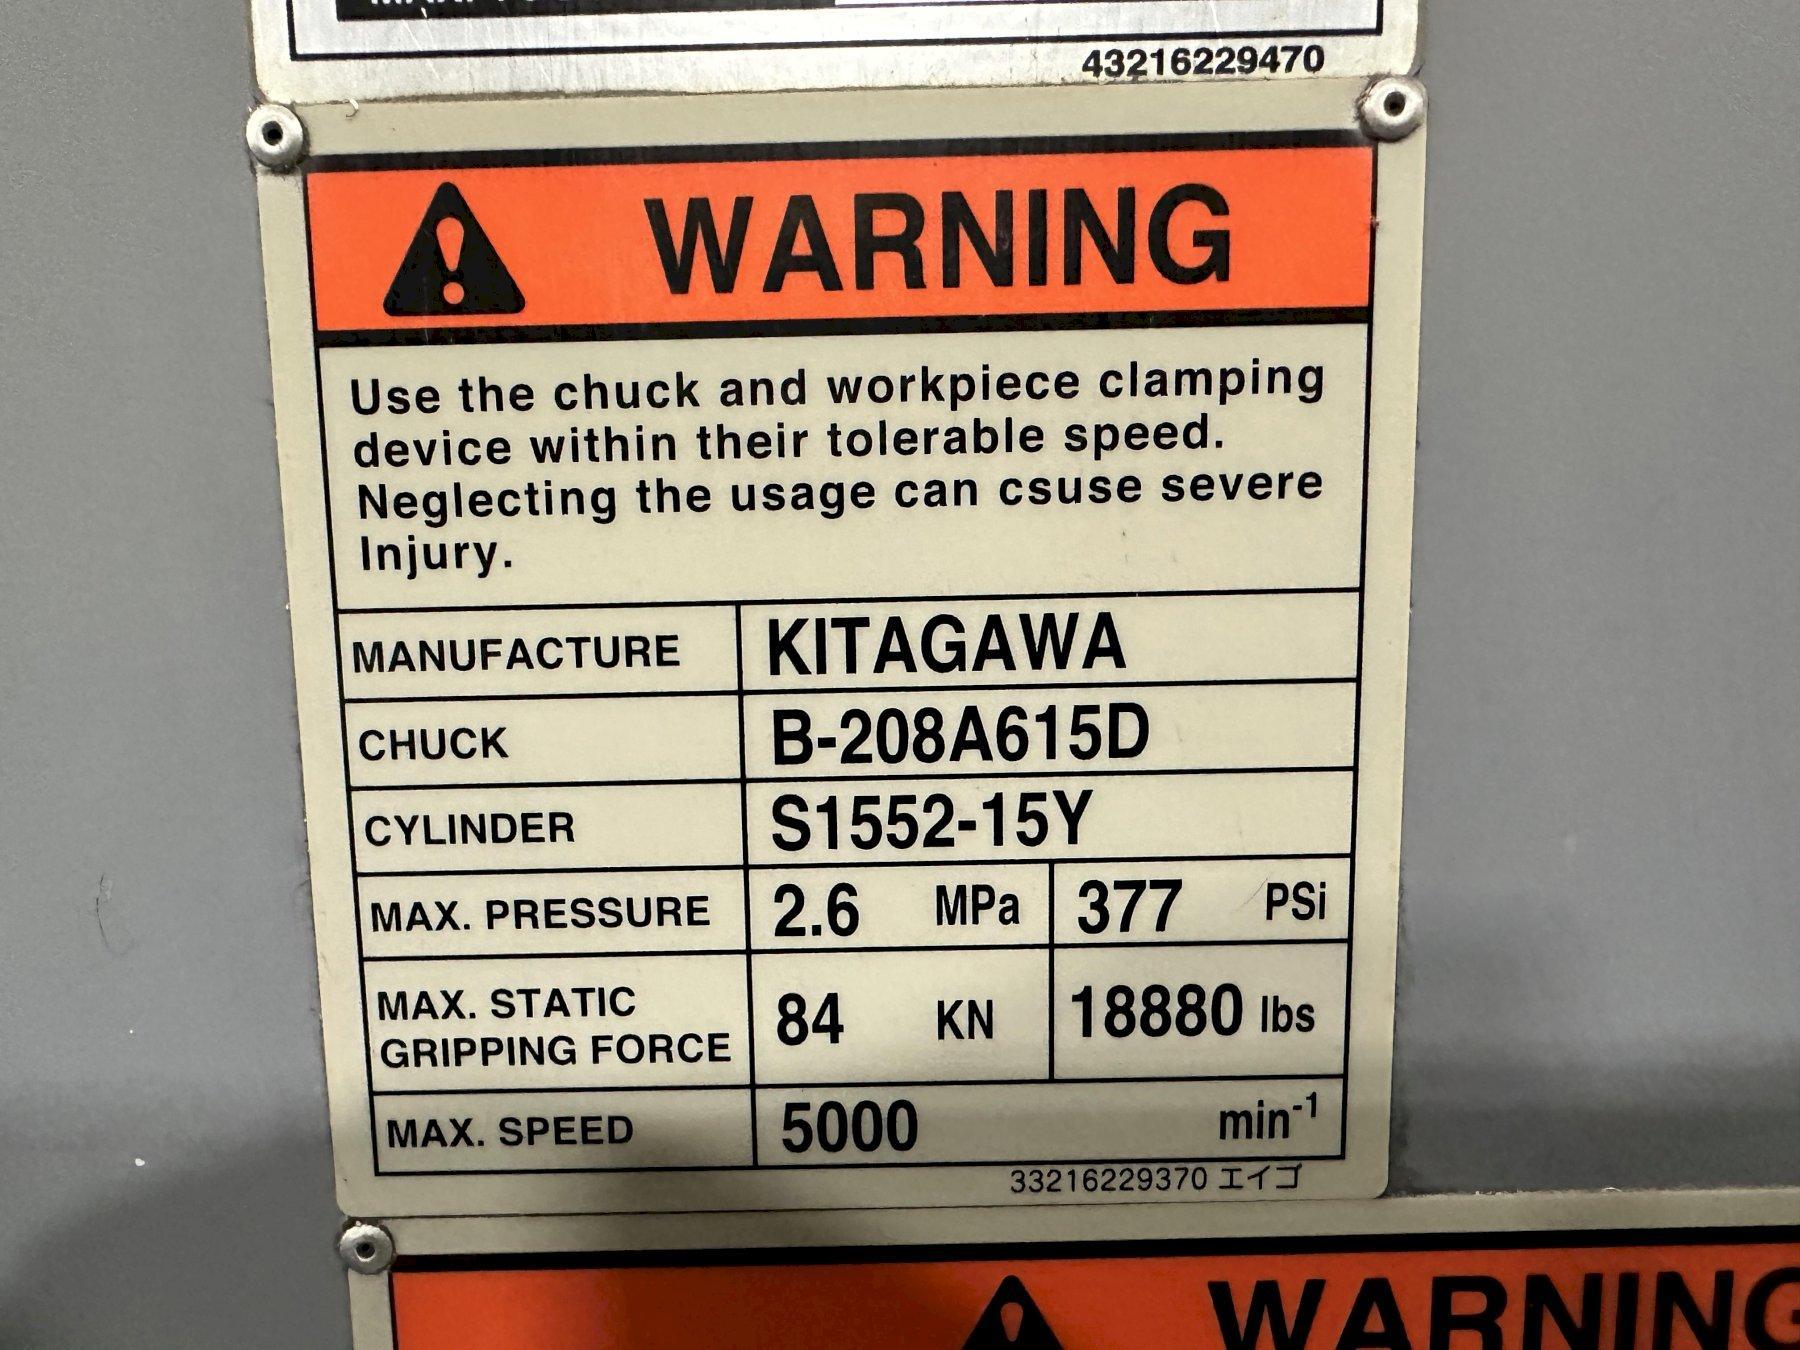 43216229470
WARNING
Use the chuck and workpiece clamping
device within their tolerable speed.
Neglecting the usage can csuse severe
Injury.
MANUFACTURE KITAGAWA
CHUCK B-208A615D
CYLINDER S1552-15Y
MAX. PRESSURE 2.6 MPa 377 PSi
MAX. STATIC
GRIPPING FORCE 84 KN 18880 lbs
MAX. SPEED 5000 min-1
33216229370 エイゴ
WARNING